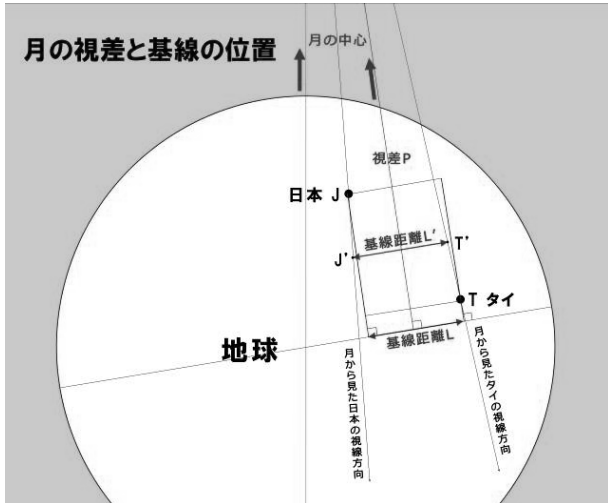 月の視差と基線の位置
月の中心
視差P
日本 J
基線距離L'
J'
T'
T タイ
基線距離L
地球
月から見た日本の視線方向
月から見たタイの視線方向